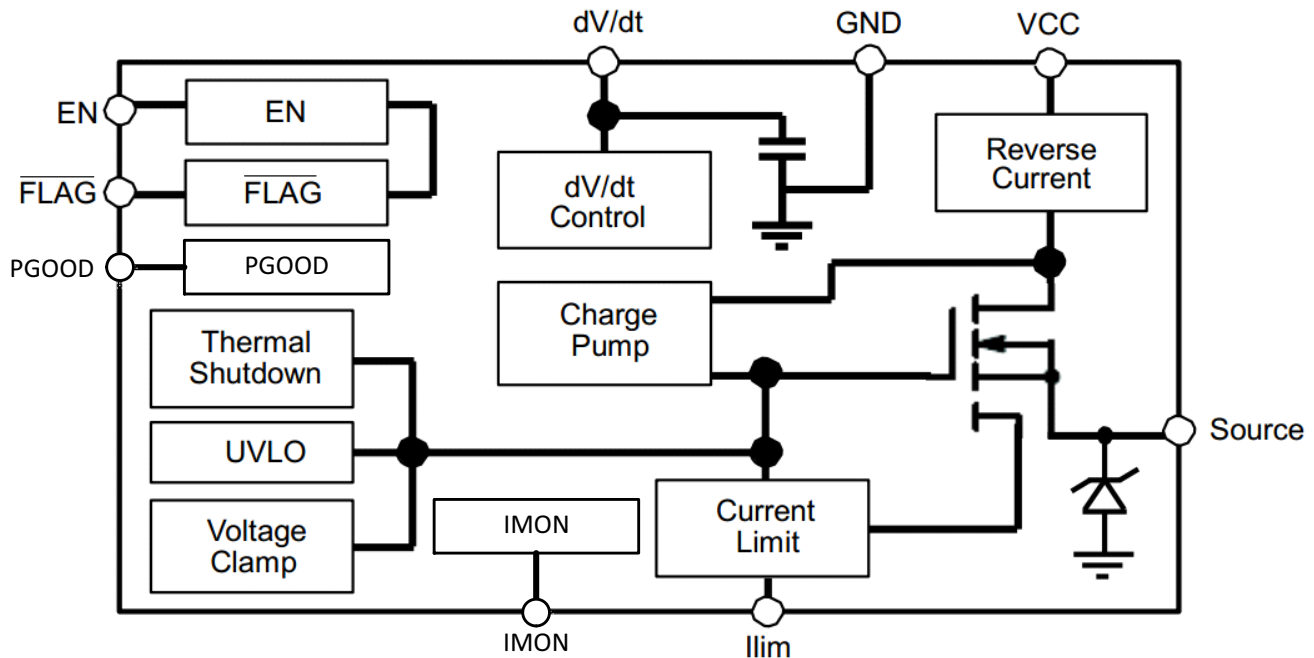 dV/dt
GND
VCC
EN
EN
FLAG
FLAG
PGOOD
PGOOD
dV/dt
Control
Reverse
Current
Thermal
Shutdown
Charge
Pump
UVLO
Source
Voltage
Clamp
IMON
Current
Limit
IMON
Ilim